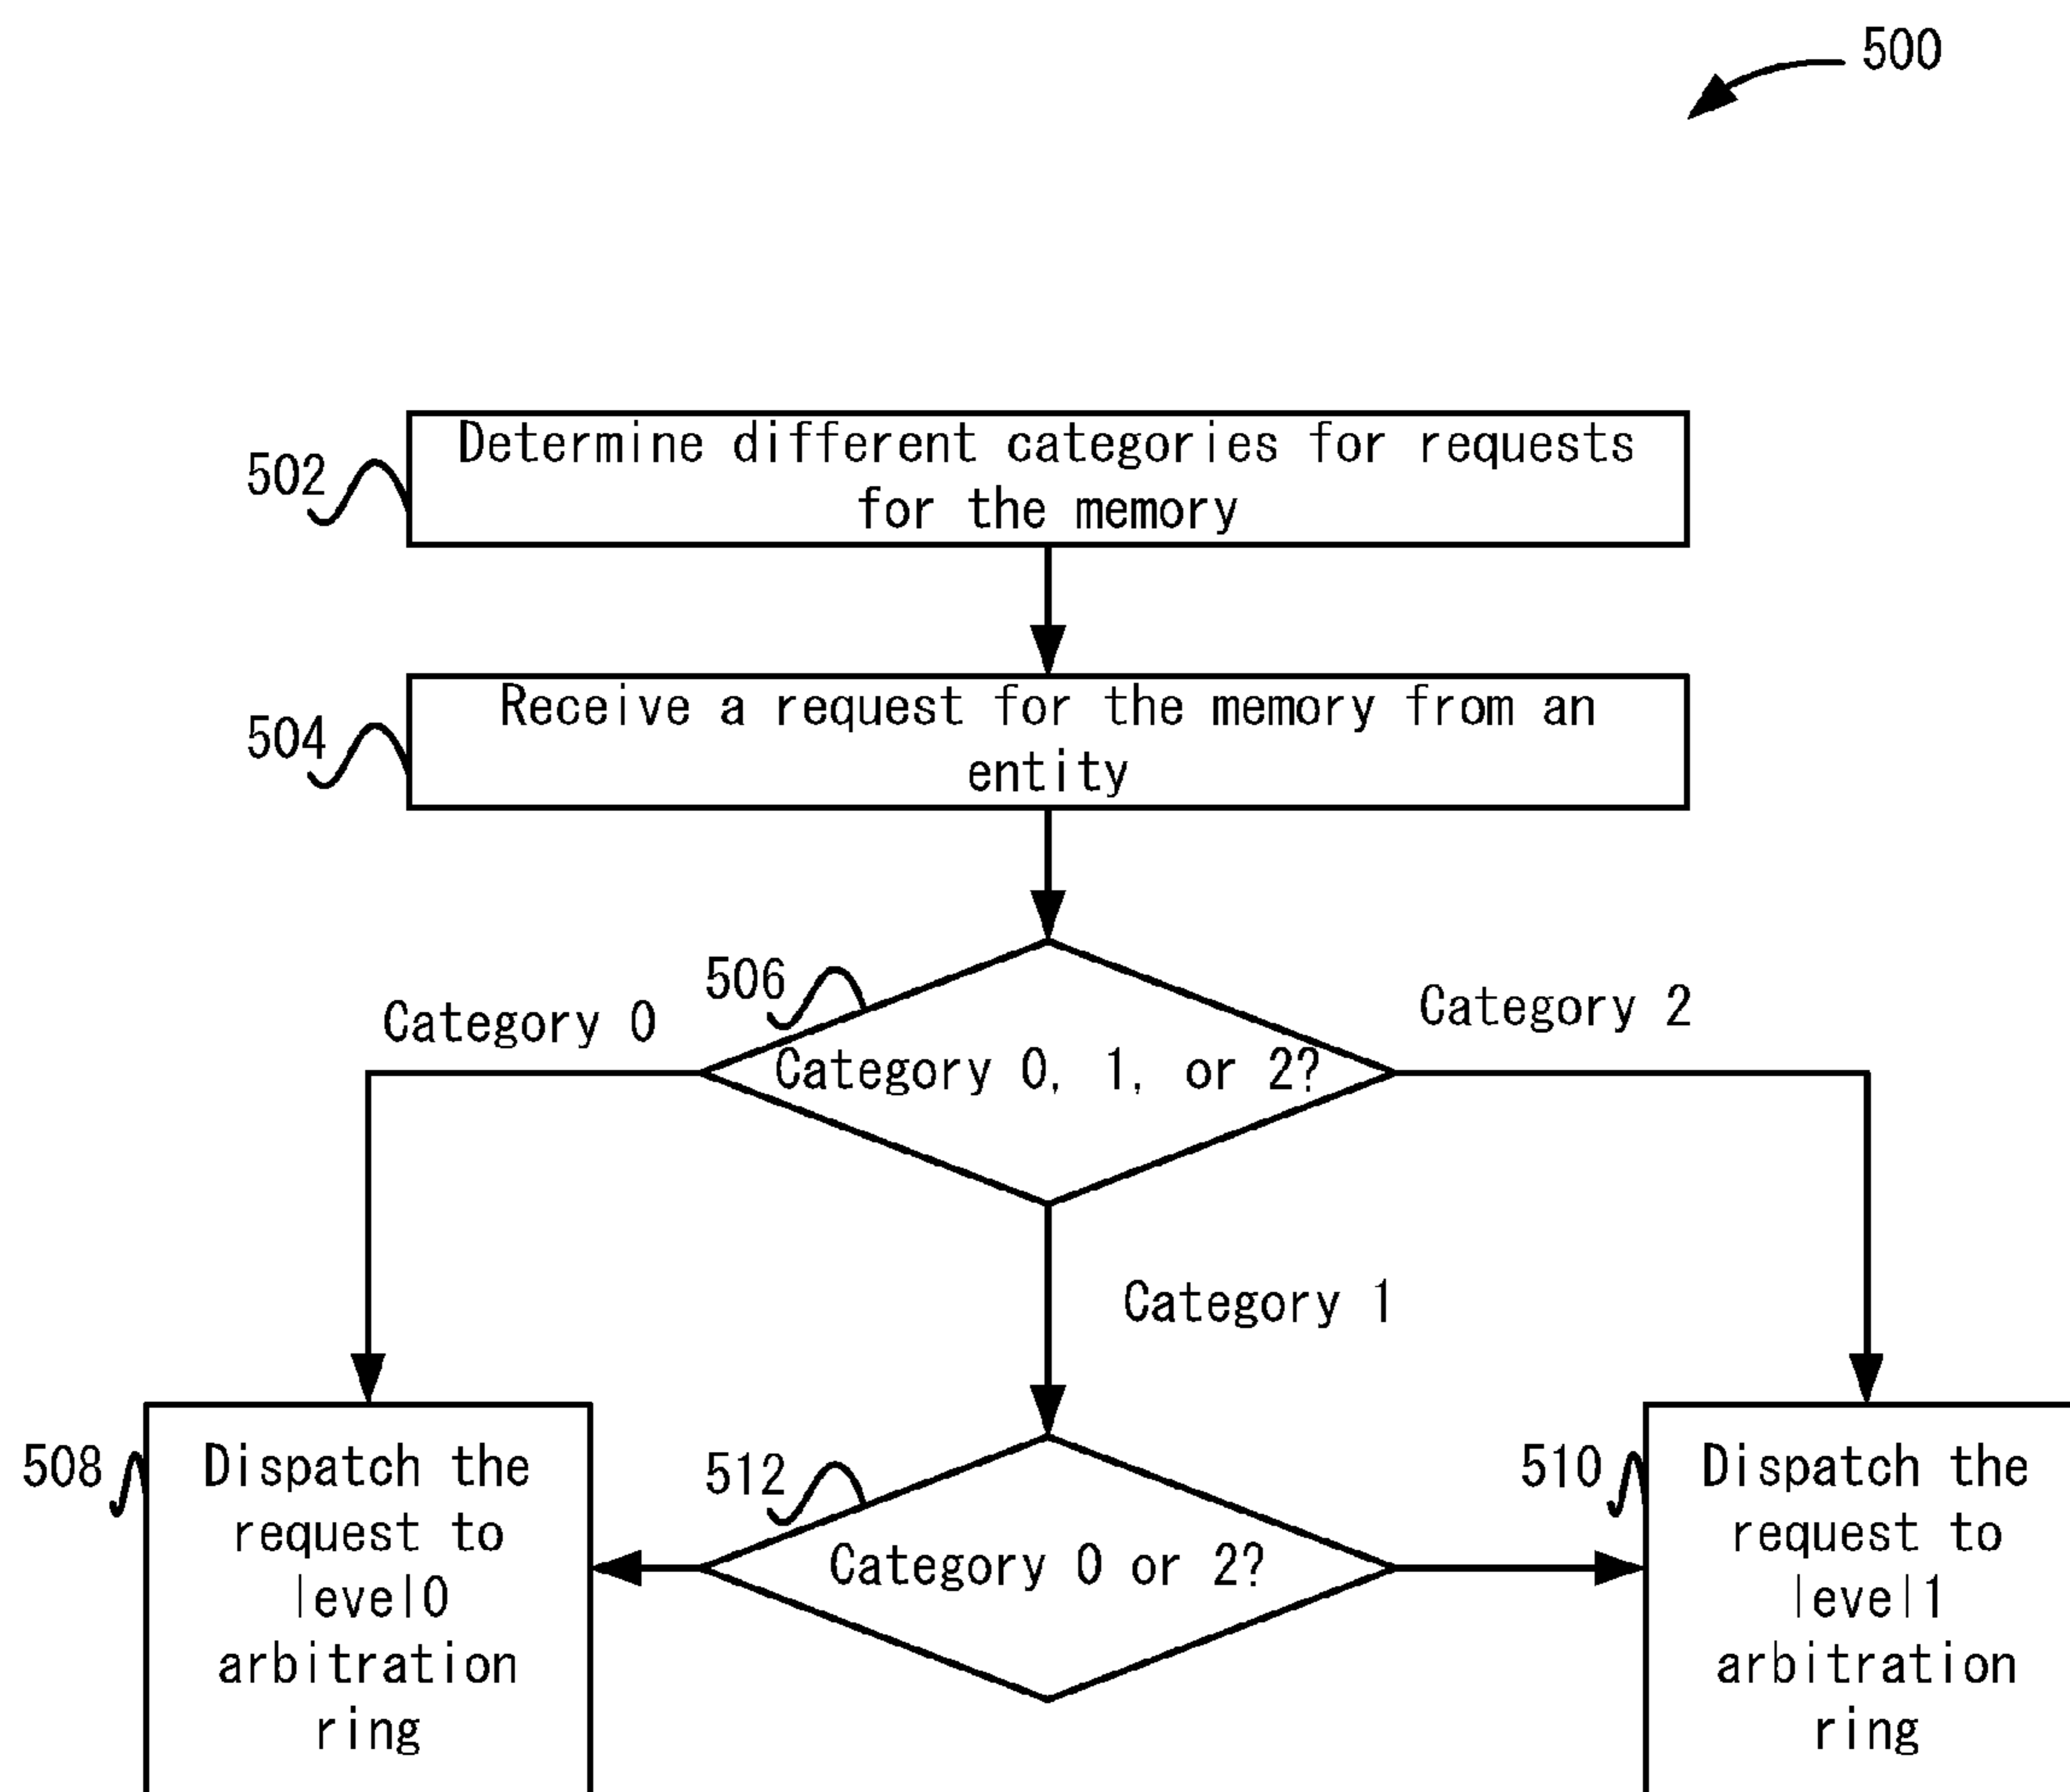 500
502
Determine different categories for requests
for the memory
504
Receive a request for the memory from an
entity
506
Category 0
Category 2
Category 0, 1, or 2?
Category 1
508
Dispatch the
request to
level0
arbitration
ring
512
Category 0 or 2?
510
Dispatch the
request to
level1
arbitration
ring